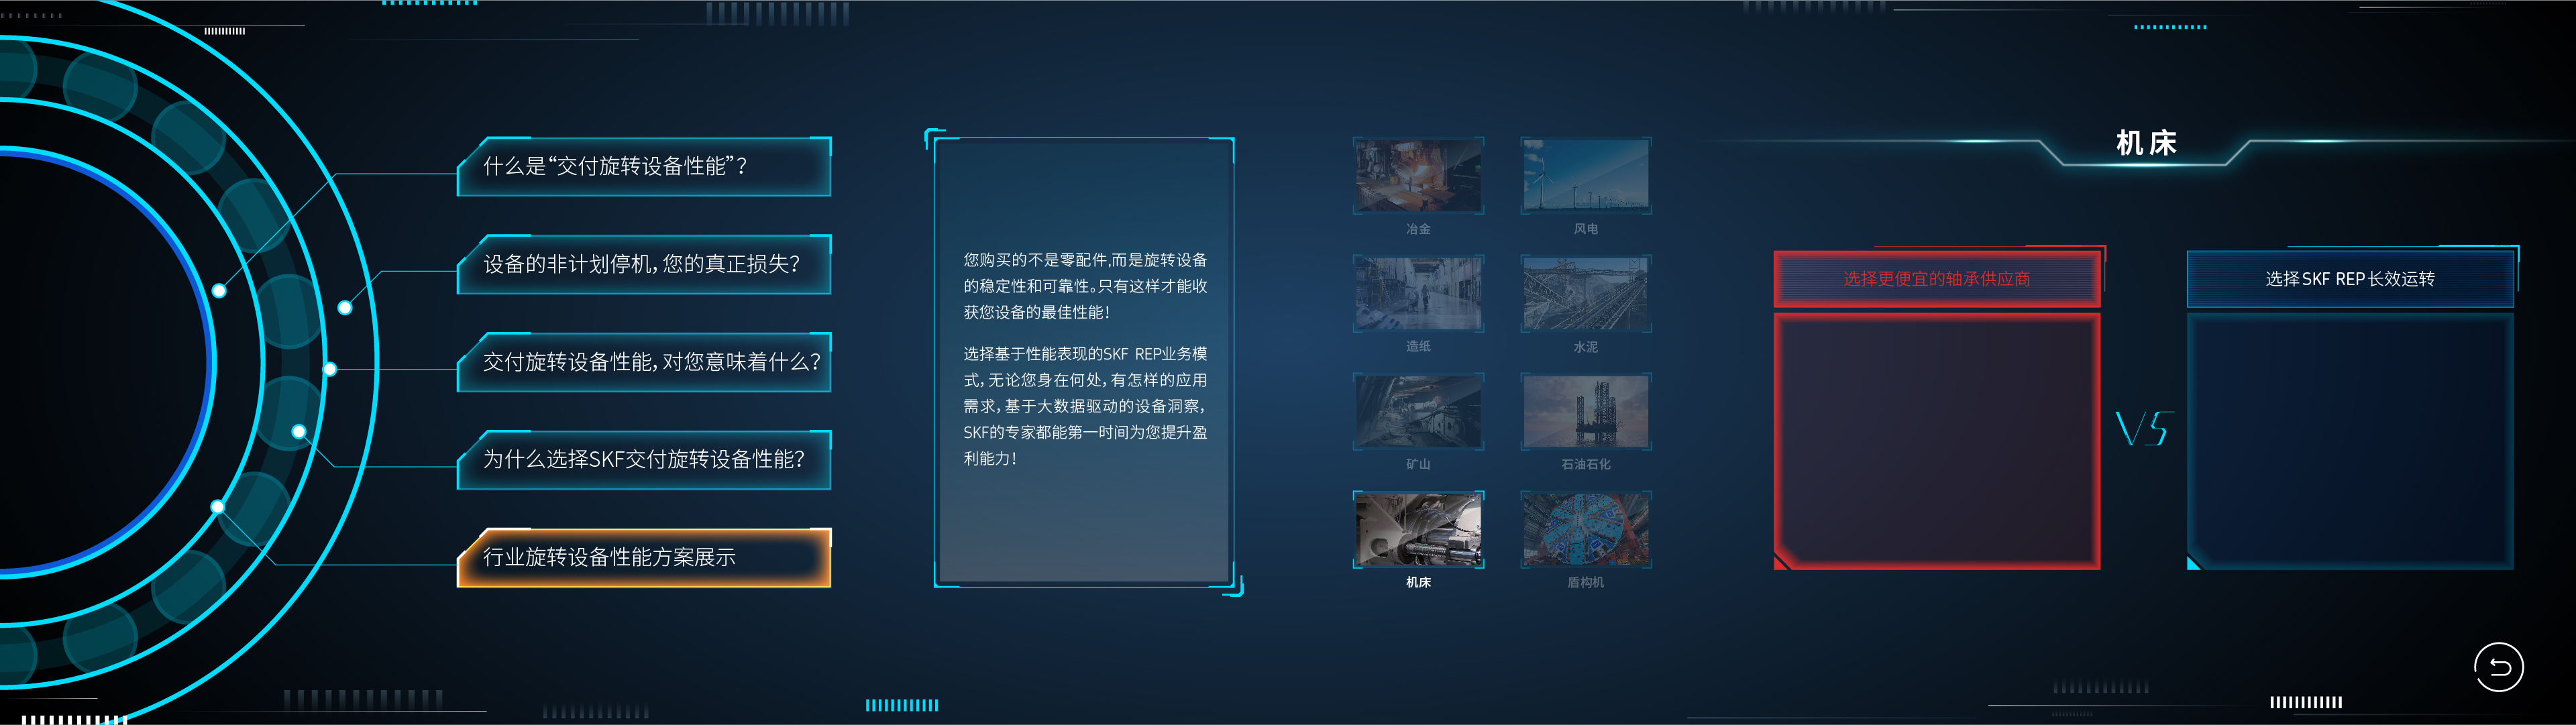 什么是“交付旋转设备性能”？
设备的非计划停机，您的真正损失？
交付旋转设备性能，对您意味着什么？
为什么选择SKF交付旋转设备性能？
行业旋转设备性能方案展示
您购买的不是零配件,而是旋转设备
的稳定性和可靠性。只有这样才能收
获您设备的最佳性能！
选择基于性能表现的SKF REP业务模
式，无论您身在何处，有怎样的应用
需求，基于大数据驱动的设备洞察，
SKF的专家都能第一时间为您提升盈
利能力！
冶金
风电
造纸
水泥
矿山
石油石化
机床
盾构机
机床
选择更便宜的轴承供应商
VS
选择SKF REP长效运转